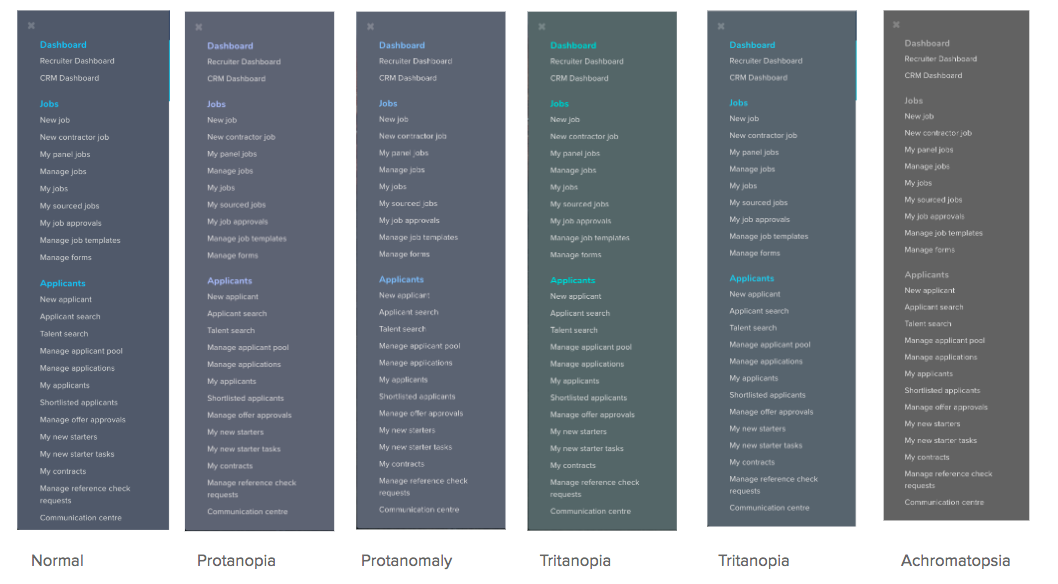 Dashboard
Recruiter Dashboard
CRM Dashboard
Jobs
New job
New contractor job
My panel jobs
Manage jobs
My jobs
My sourced jobs
My job approvals
Manage job templates
Manage forms
Applicants
New applicant
Applicant search
Talent search
Manage applicant pool
Manage applications
My applicants
Shortlisted applicants
Manage offer approvals
My new starters
My new starter tasks
My contracts
Manage reference check
requests
Communication centre
Normal
Dashboard
Recruiter Dashboard
CRM Dashboard
Jobs
New job
New contractor job
My panel jobs
Manage jobs
My jobs
My sourced jobs
My job approvals
Manage job templates
Manage forms
Applicants
New applicant
Applicant search
Talent search
Manage applicant pool
Manage applications
My applicants
Shortlisted applicants
Manage offer approvals
My new starters
My new starter tasks
My contracts
Manage reference check
requests
Communication centre
Protanopia
Dashboard
Recruiter Dashboard
CRM Dashboard
Jobs
New job
New contractor job
My panel jobs
Manage jobs
My jobs
My sourced jobs
My job approvals
Manage job templates
Manage forms
Applicants
New applicant
Applicant search
Talent search
Manage applicant pool
Manage applications
My applicants
Shortlisted applicants
Manage offer approvals
My new starters
My new starter tasks
My contracts
Manage reference check
requests
Communication centre
Protanomaly
Dashboard
Recruiter Dashboard
CRM Dashboard
Jobs
New job
New contractor job
My panel jobs
Manage jobs
My jobs
My sourced jobs
My job approvals
Manage job templates
Manage forms
Applicants
New applicant
Applicant search
Talent search
Manage applicant pool
Manage applications
My applicants
Shortlisted applicants
Manage offer approvals
My new starters
My new starter tasks
My contracts
Manage reference check
requests
Communication centre
Tritanopia
Dashboard
Recruiter Dashboard
CRM Dashboard
Jobs
New job
New contractor job
My panel jobs
Manage jobs
My jobs
My sourced jobs
My job approvals
Manage job templates
Manage forms
Applicants
New applicant
Applicant search
Talent search
Manage applicant pool
Manage applications
My applicants
Shortlisted applicants
Manage offer approvals
My new starters
My new starter tasks
My contracts
Manage reference check
requests
Communication centre
Tritanopia
Dashboard
Recruiter Dashboard
CRM Dashboard
Jobs
New job
New contractor job
My panel jobs
Manage jobs
My jobs
My sourced jobs
My job approvals
Manage job templates
Manage forms
Applicants
New applicant
Applicant search
Talent search
Manage applicant pool
Manage applications
My applicants
Shortlisted applicants
Manage offer approvals
My new starters
My new starter tasks
My contracts
Manage reference check
requests
Communication centre
Achromatopsia